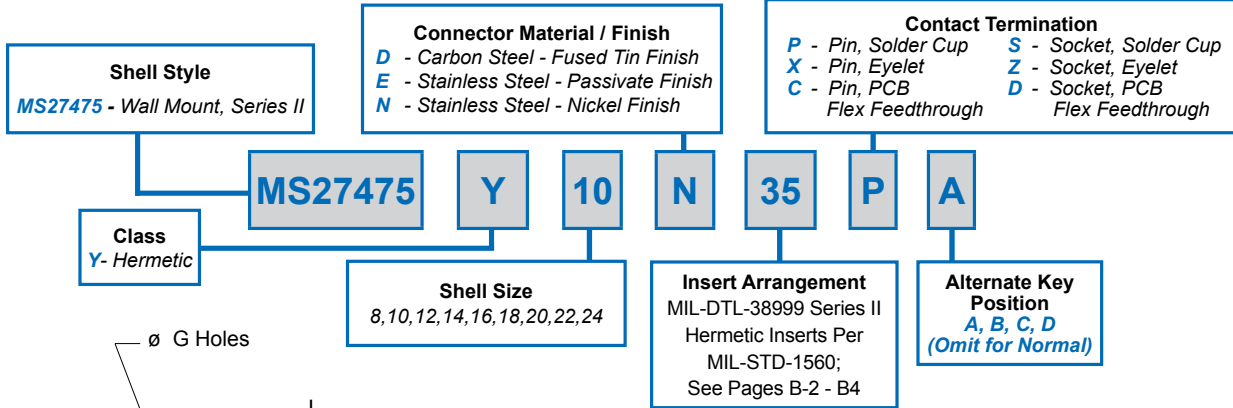 Shell Style
MS27475 - Wall Mount, Series II
Connector Material / Finish
D - Carbon Steel - Fused Tin Finish
E - Stainless Steel - Passivate Finish
N - Stainless Steel - Nickel Finish
Contact Termination
P - Pin, Solder Cup
X - Pin, Eyelet
C - Pin, PCB
Flex Feedthrough
S - Socket, Solder Cup
Z - Socket, Eyelet
D - Socket, PCB
Flex Feedthrough
MS27475 Y 10 N 35 P A
Class
Y- Hermetic
Shell Size
8,10,12,14,16,18,20,22,24
Insert Arrangement
MIL-DTL-38999 Series II
Hermetic Inserts Per
MIL-STD-1560;
See Pages B-2 - B4
Alternate Key
Position
A, B, C, D
(Omit for Normal)
ø G Holes